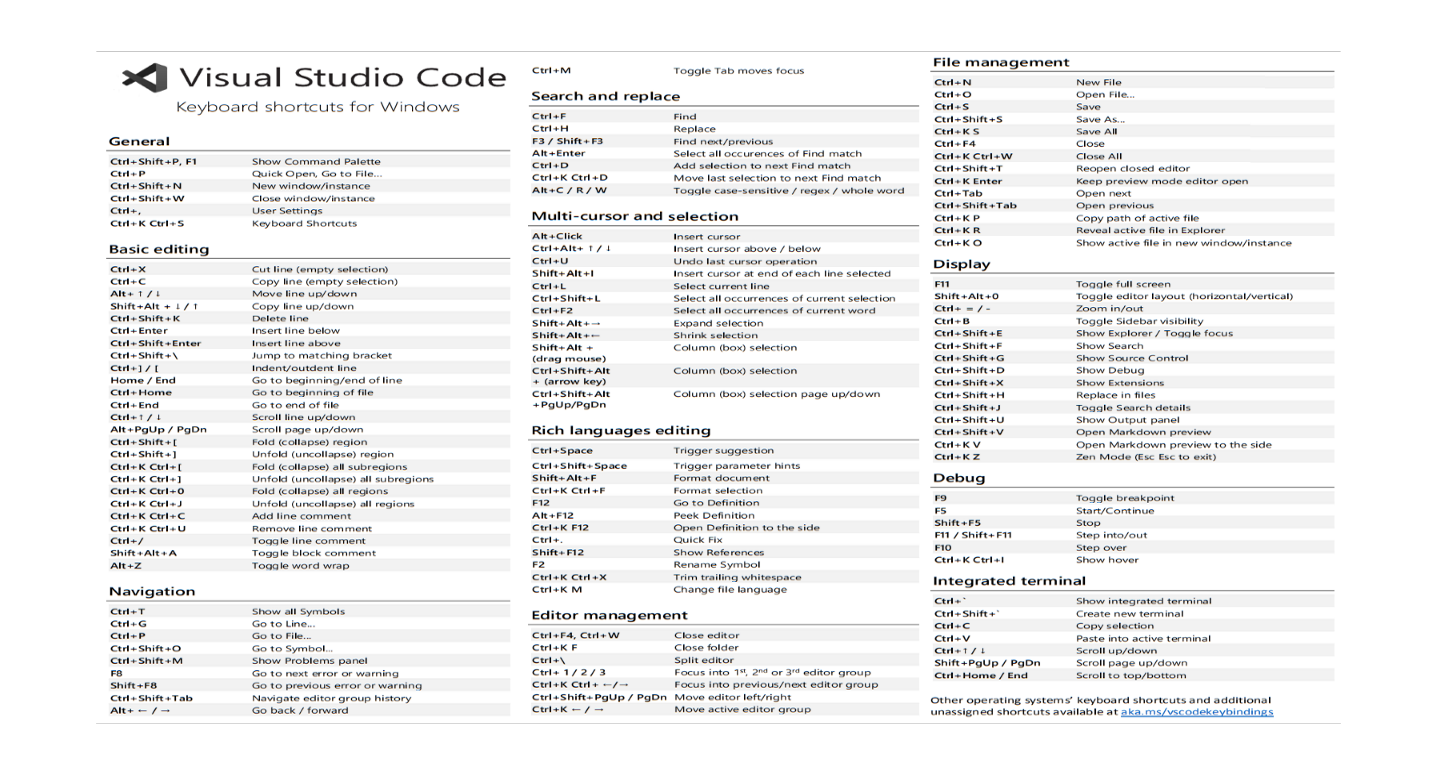 Visual Studio Code
Keyboard shortcuts for Windows
General
Ctrl+Shift+P, F1 Show Command Palette
Ctrl+P Quick Open, Go to File...
Ctrl+Shift+N New window/instance
Ctrl+Shift+W Close window/instance
Ctrl+, User Settings
Ctrl+K Ctrl+S Keyboard Shortcuts
Basic editing
Ctrl+X Cut line (empty selection)
Ctrl+C Copy line (empty selection)
Alt+ ↑ / ↓ Move line up/down
Shift+Alt + ↓ / ↑ Copy line up/down
Ctrl+Shift+K Delete line
Ctrl+Enter Insert line below
Ctrl+Shift+Enter Insert line above
Ctrl+Shift+\ Jump to matching bracket
Ctrl+] / [ Indent/outdent line
Home / End Go to beginning/end of line
Ctrl+Home Go to beginning of file
Ctrl+End Go to end of file
Ctrl+↑ / ↓ Scroll line up/down
Alt+PgUp / PgDn Scroll page up/down
Ctrl+Shift+[ Fold (collapse) region
Ctrl+Shift+] Unfold (uncollapse) region
Ctrl+K Ctrl+[ Fold (collapse) all subregions
Ctrl+K Ctrl+] Unfold (uncollapse) all subregions
Ctrl+K Ctrl+0 Fold (collapse) all regions
Ctrl+K Ctrl+J Unfold (uncollapse) all regions
Ctrl+K Ctrl+C Add line comment
Ctrl+K Ctrl+U Remove line comment
Ctrl+/ Toggle line comment
Shift+Alt+A Toggle block comment
Alt+Z Toggle word wrap
Navigation
Ctrl+T Show all Symbols
Ctrl+G Go to Line...
Ctrl+P Go to File...
Ctrl+Shift+O Go to Symbol...
Ctrl+Shift+M Show Problems panel
F8 Go to next error or warning
Shift+F8 Go to previous error or warning
Ctrl+Shift+Tab Navigate editor group history
Alt+ ← / → Go back / forward
Ctrl+M Toggle Tab moves focus
Search and replace
Ctrl+F Find
Ctrl+H Replace
F3 / Shift+F3 Find next/previous
Alt+Enter Select all occurences of Find match
Ctrl+D Add selection to next Find match
Ctrl+K Ctrl+D Move last selection to next Find match
Alt+C / R / W Toggle case-sensitive / regex / whole word
Multi-cursor and selection
Alt+Click Insert cursor
Ctrl+Alt+ ↑ / ↓ Insert cursor above / below
Ctrl+U Undo last cursor operation
Shift+Alt+I Insert cursor at end of each line selected
Ctrl+L Select current line
Ctrl+Shift+L Select all occurrences of current selection
Ctrl+F2 Select all occurrences of current word
Shift+Alt+→ Expand selection
Shift+Alt+← Shrink selection
Shift+Alt + Column (box) selection
(drag mouse)
Ctrl+Shift+Alt Column (box) selection
+ (arrow key)
Ctrl+Shift+Alt Column (box) selection page up/down
+PgUp/PgDn
Rich languages editing
Ctrl+Space Trigger suggestion
Ctrl+Shift+Space Trigger parameter hints
Shift+Alt+F Format document
Ctrl+K Ctrl+F Format selection
F12 Go to Definition
Alt+F12 Peek Definition
Ctrl+K F12 Open Definition to the side
Ctrl+. Quick Fix
Shift+F12 Show References
F2 Rename Symbol
Ctrl+K Ctrl+X Trim trailing whitespace
Ctrl+K M Change file language
Editor management
Ctrl+F4, Ctrl+W Close editor
Ctrl+K F Close folder
Ctrl+\ Split editor
Ctrl+ 1 / 2 / 3 Focus into 1st, 2nd or 3rd editor group
Ctrl+K Ctrl+ ←/→ Focus into previous/next editor group
Ctrl+Shift+PgUp / PgDn Move editor left/right
Ctrl+K ← / → Move active editor group
File management
Ctrl+N New File
Ctrl+O Open File...
Ctrl+S Save
Ctrl+Shift+S Save As...
Ctrl+K S Save All
Ctrl+F4 Close
Ctrl+K Ctrl+W Close All
Ctrl+Shift+T Reopen closed editor
Ctrl+K Enter Keep preview mode editor open
Ctrl+Tab Open next
Ctrl+Shift+Tab Open previous
Ctrl+K P Copy path of active file
Ctrl+K R Reveal active file in Explorer
Ctrl+K O Show active file in new window/instance
Display
F11 Toggle full screen
Shift+Alt+0 Toggle editor layout (horizontal/vertical)
Ctrl+ = / - Zoom in/out
Ctrl+B Toggle Sidebar visibility
Ctrl+Shift+E Show Explorer / Toggle focus
Ctrl+Shift+F Show Search
Ctrl+Shift+G Show Source Control
Ctrl+Shift+D Show Debug
Ctrl+Shift+X Show Extensions
Ctrl+Shift+H Replace in files
Ctrl+Shift+J Toggle Search details
Ctrl+Shift+U Show Output panel
Ctrl+Shift+V Open Markdown preview
Ctrl+K V Open Markdown preview to the side
Ctrl+K Z Zen Mode (Esc Esc to exit)
Debug
F9 Toggle breakpoint
F5 Start/Continue
Shift+F5 Stop
F11 / Shift+F11 Step into/out
F10 Step over
Ctrl+K Ctrl+I Show hover
Integrated terminal
Ctrl+` Show integrated terminal
Ctrl+Shift+` Create new terminal
Ctrl+C Copy selection
Ctrl+V Paste into active terminal
Ctrl+↑ / ↓ Scroll up/down
Shift+PgUp / PgDn Scroll page up/down
Ctrl+Home / End Scroll to top/bottom
Other operating systems' keyboard shortcuts and additional
unassigned shortcuts available at aka.ms/vscodekeybindings